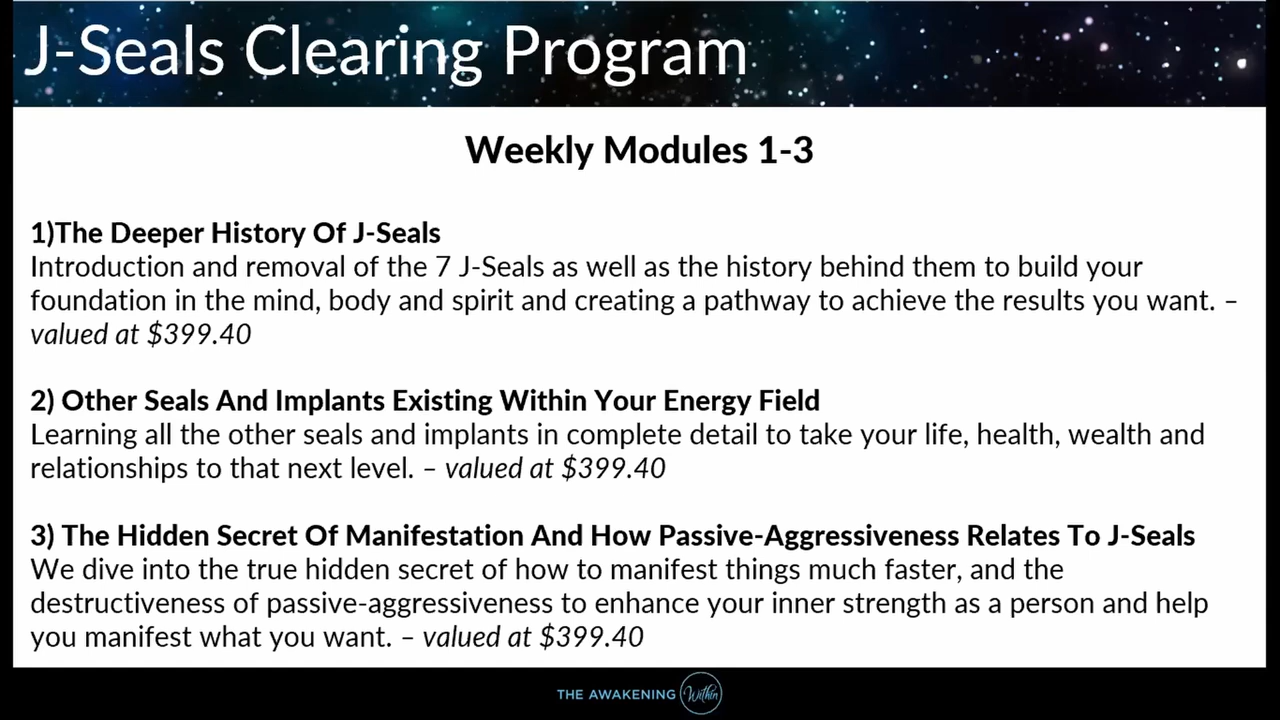 J-Seals Clearing Program
Weekly Modules 1-3
1)The Deeper History Of J-Seals
Introduction and removal of the 7 J-Seals as well as the history behind them to build your
foundation in the mind, body and spirit and creating a pathway to achieve the results you want. –
valued at $399.40
2) Other Seals And Implants Existing Within Your Energy Field
Learning all the other seals and implants in complete detail to take your life, health, wealth and
relationships to that next level. – valued at $399.40
3) The Hidden Secret Of Manifestation And How Passive-Aggressiveness Relates To J-Seals
We dive into the true hidden secret of how to manifest things much faster, and the
destructiveness of passive-aggressiveness to enhance your inner strength as a person and help
you manifest what you want. – valued at $399.40
THE AWAKENING Within